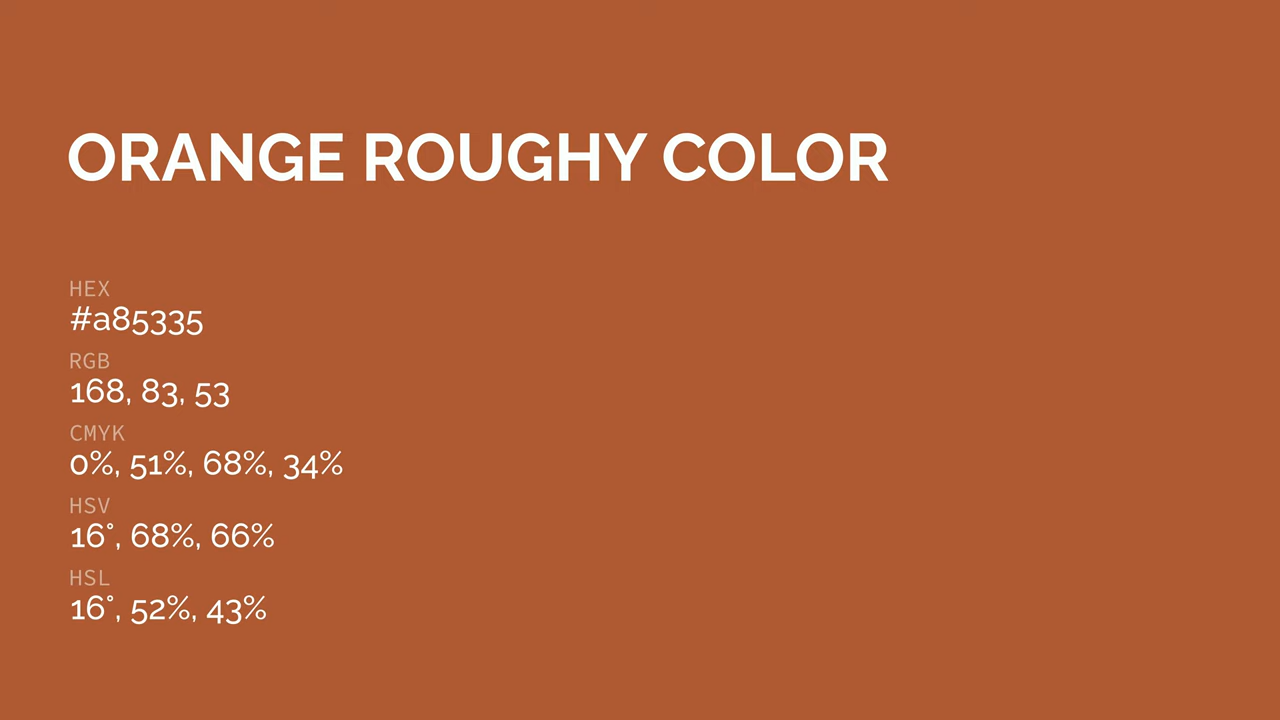 ORANGE ROUGHY COLOR
HEX
#a85335
RGB
168, 83, 53
CMYK
0%, 51%, 68%, 34%
HSV
16°, 68%, 66%
HSL
16°, 52%, 43%